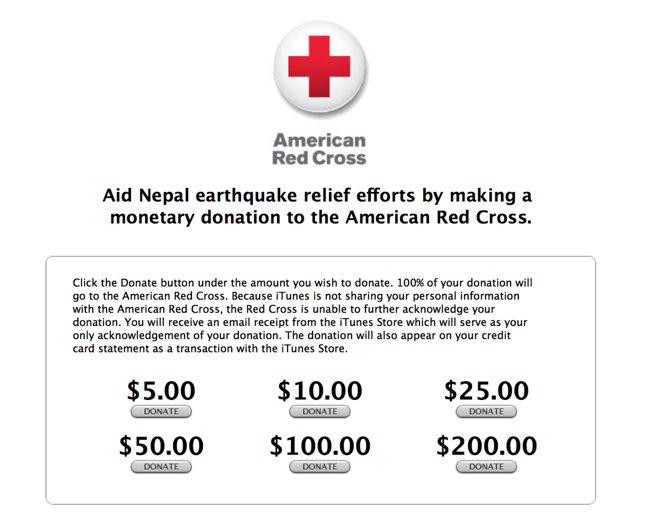 American
Red Cross
Aid Nepal earthquake relief efforts by making a
monetary donation to the American Red Cross.
Click the Donate button under the amount you wish to donate. 100% of your donation will
go to the American Red Cross. Because iTunes is not sharing your personal information
with the American Red Cross, the Red Cross is unable to further acknowledge your
donation. You will receive an email receipt from the iTunes Store which will serve as your
only acknowledgement of your donation. The donation will also appear on your credit
card statement as a transaction with the iTunes Store.
$5.00 $10.00 $25.00
DONATE DONATE DONATE
$50.00 $100.00 $200.00
DONATE DONATE DONATE